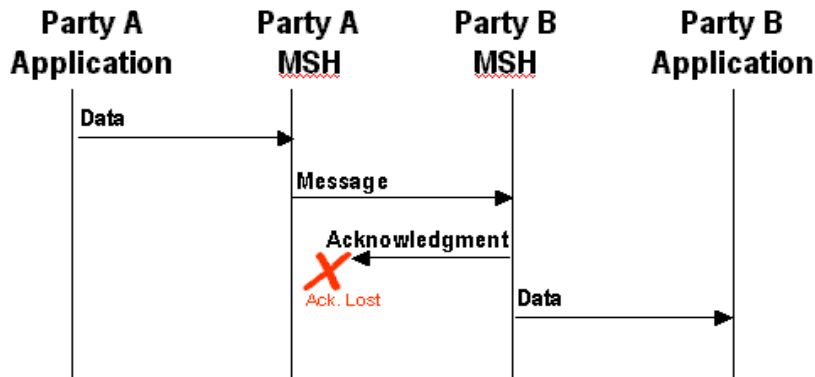 Party A Application
Party A MSH
Party B MSH
Party B Application
Data
Message
Acknowledgment
Ack. Lost
Data